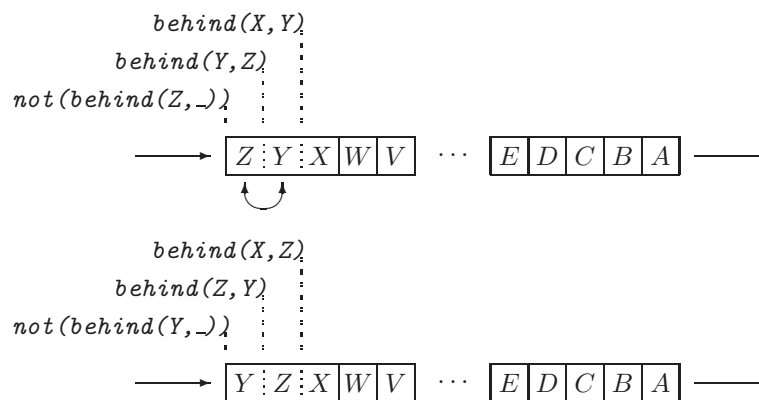 behind(X,Y)
behind(Y,Z)
not(behind(Z,_))
Z Y X W V ... E D C B A
behind(X,Z)
behind(Z,Y)
not(behind(Y,_))
Y Z X W V ... E D C B A